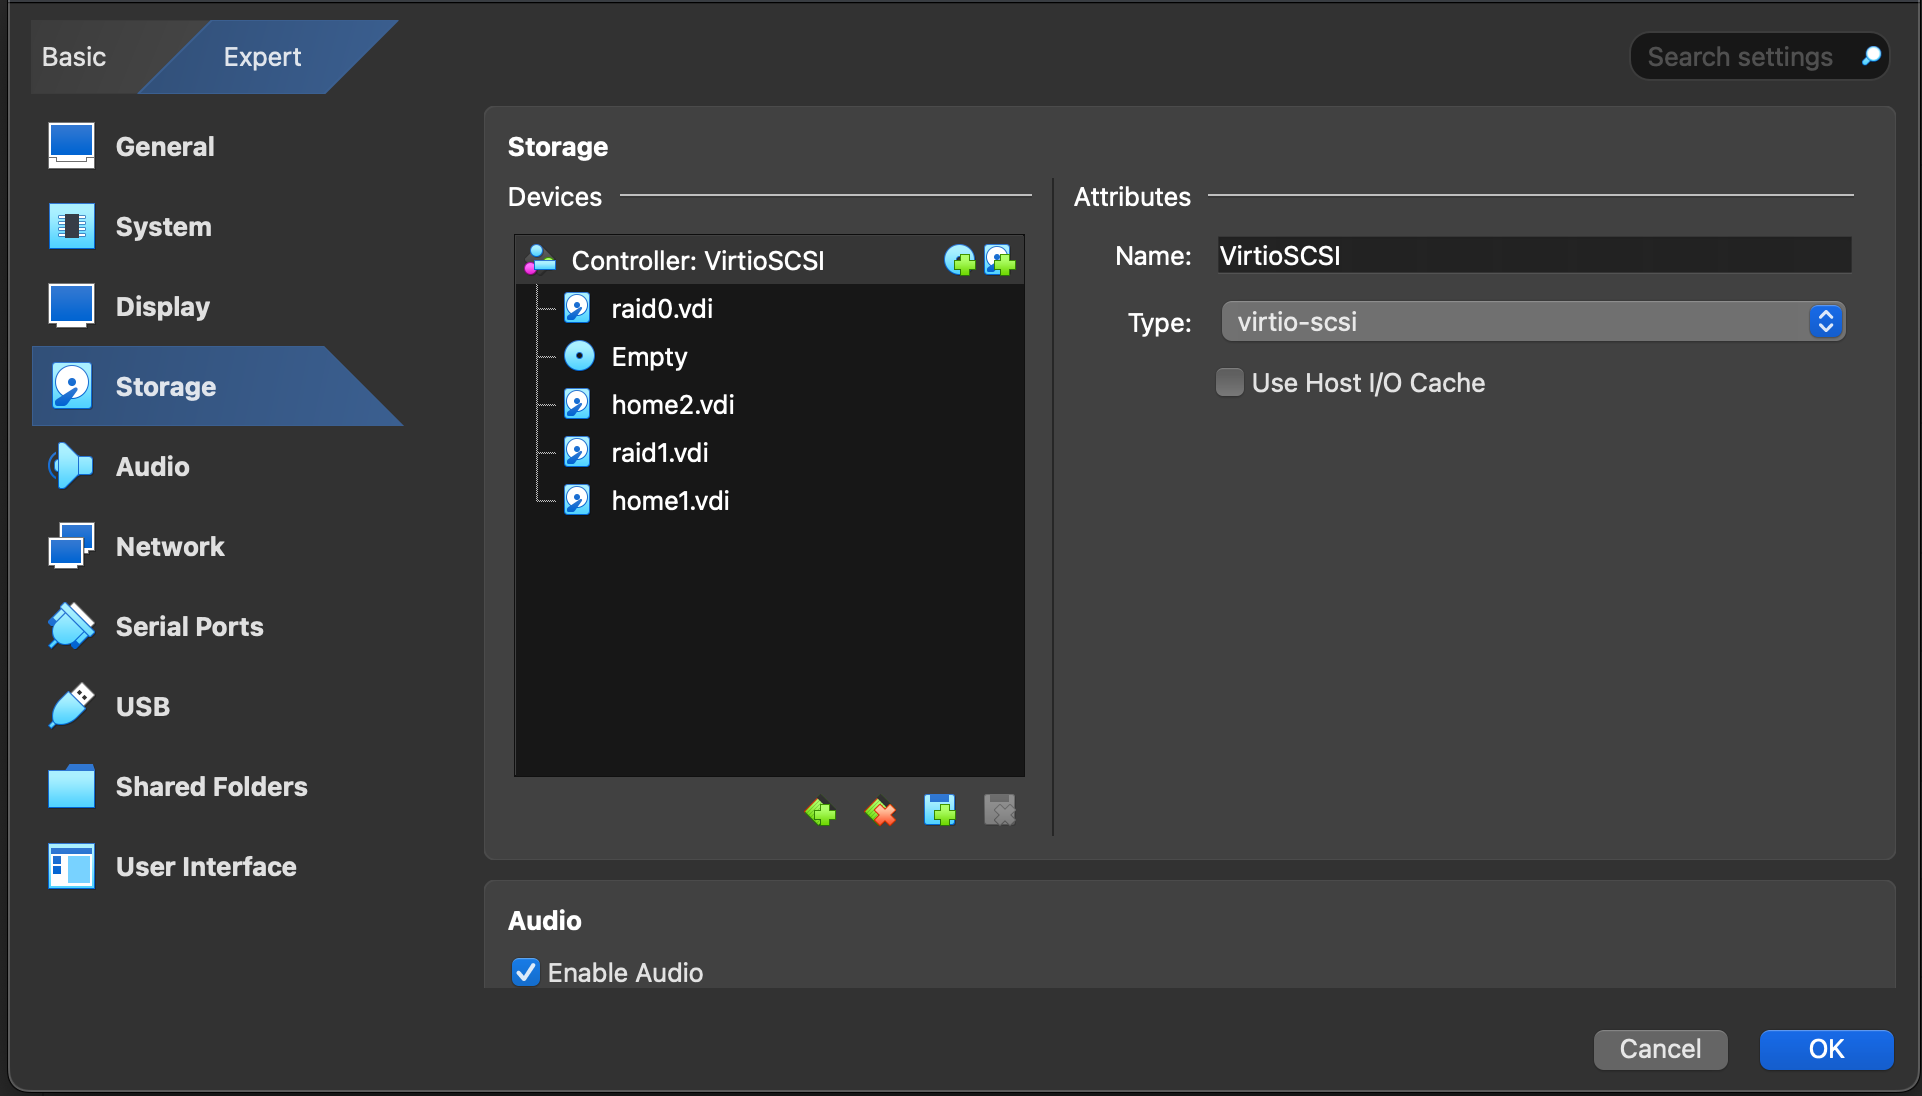 Basic
Expert
Search settings
General
System
Display
Storage
Audio
Network
Serial Ports
USB
Shared Folders
User Interface
Storage
Devices
Controller: VirtioSCSI
raid0.vdi
Empty
home2.vdi
raid1.vdi
home1.vdi
Attributes
Name: VirtioSCSI
Type: virtio-scsi
Use Host I/O Cache
Audio
Enable Audio
Cancel
OK